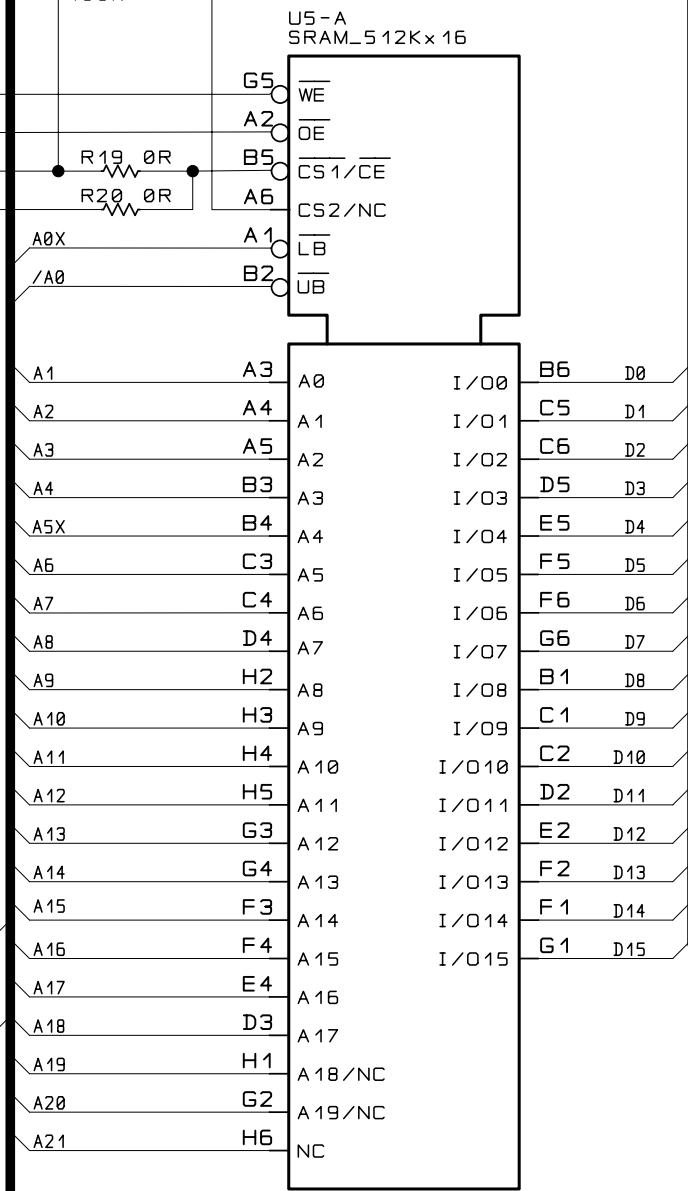 U5-A
SRAM_512Kx16
G5 WE
A2 OE
R19 0R B5 CS1/CE
R20 0R A6 CS2/NC
A0X A1 LB
/A0 B2 UB
A1 A3 A0 I/O0 B6 D0
A2 A4 A1 I/O1 C5 D1
A3 A5 A2 I/O2 C6 D2
A4 B3 A3 I/O3 D5 D3
A5X B4 A4 I/O4 E5 D4
A6 C3 A5 I/O5 F5 D5
A7 C4 A6 I/O6 F6 D6
A8 D4 A7 I/O7 G6 D7
A9 H2 A8 I/O8 B1 D8
A10 H3 A9 I/O9 C1 D9
A11 H4 A10 I/O10 C2 D10
A12 H5 A11 I/O11 D2 D11
A13 G3 A12 I/O12 E2 D12
A14 G4 A13 I/O13 F2 D13
A15 F3 A14 I/O14 F1 D14
A16 F4 A15 I/O15 G1 D15
A17 E4 A16
A18 D3 A17
A19 H1 A18/NC
A20 G2 A19/NC
A21 H6 NC